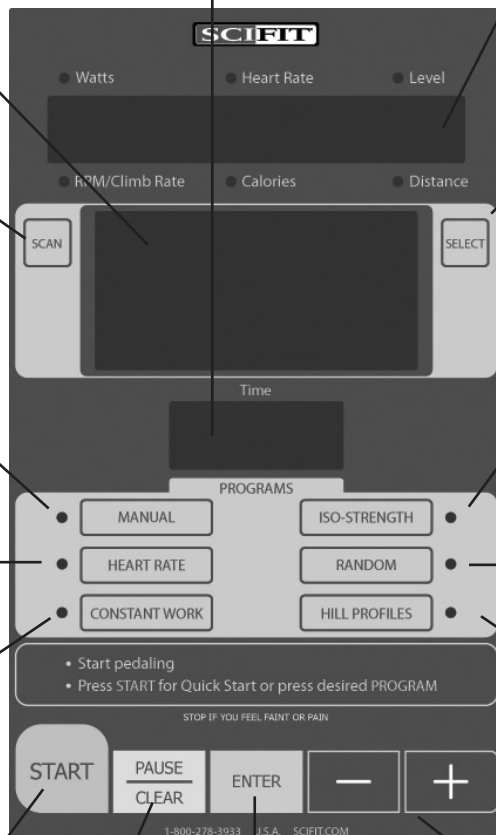 SCIFIT
Watts Heart Rate Level
RPM/Climb Rate Calories Distance
SCAN SELECT
Time
PROGRAMS
MANUAL ISO-STRENGTH
HEART RATE RANDOM
CONSTANT WORK HILL PROFILES
• Start pedaling
• Press START for Quick Start or press desired PROGRAM
STOP IF YOU FEEL FAINT OR PAIN
START PAUSE CLEAR ENTER — +
1-800-278-3933 U.S.A. SCIFIT.COM